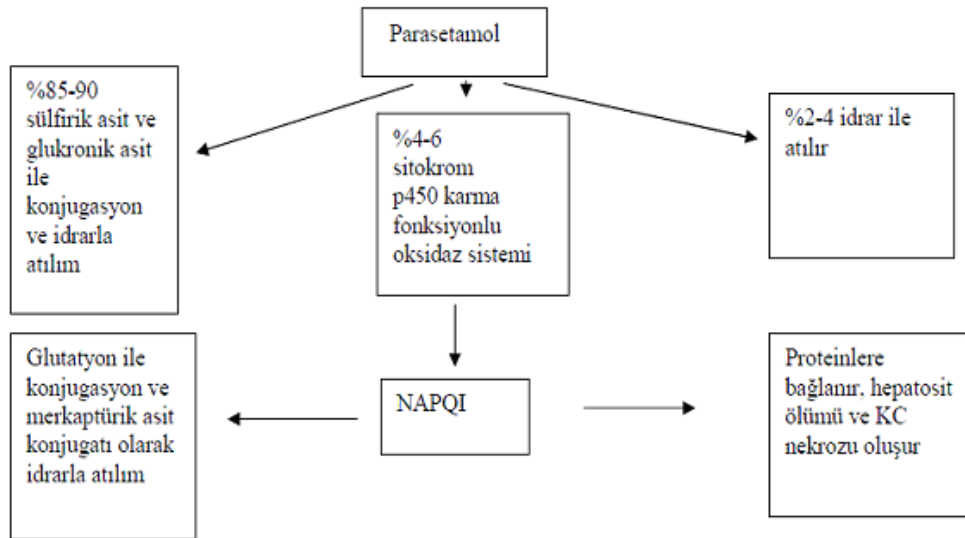 Parasetamol
%85-90
sülfirik asit ve
glukronik asit
ile
konjugasyon
ve idrarla
atılım
%4-6
sitokrom
p450 karma
fonksiyonlu
oksidaz sistemi
%2-4 idrar ile
atılır
Glutatyon ile
konjugasyon ve
merkaptürik asit
konjugatı olarak
idrarla atılım
NAPQI
Proteinlere
bağlanır, hepatosit
ölümü ve KC
nekrozu oluşur